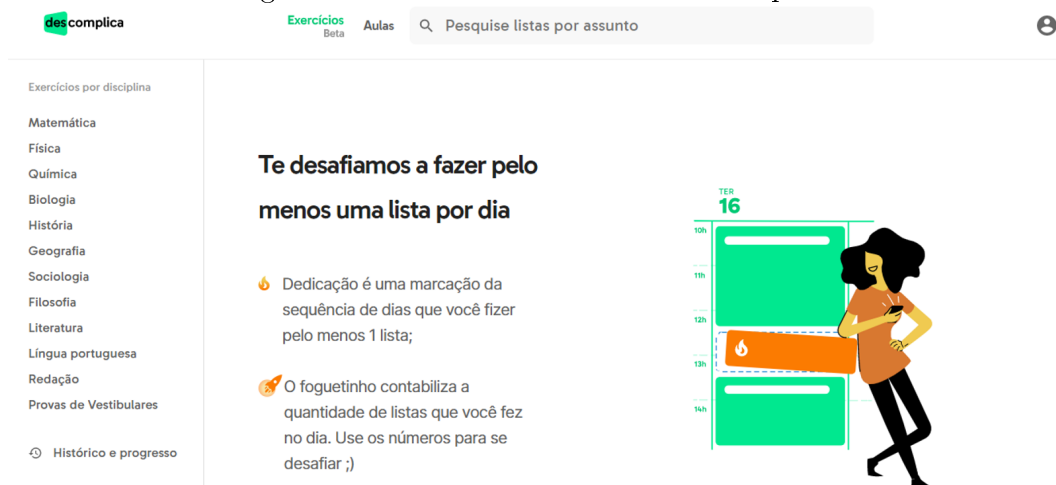 descomplica
Exercícios
Beta
Aulas
Pesquise listas por assunto
Exercícios por disciplina
Matemática
Física
Química
Biologia
História
Geografia
Sociologia
Filosofia
Literatura
Língua portuguesa
Redação
Provas de Vestibulares
Histórico e progresso
Te desafiamos a fazer pelo
menos uma lista por dia
Dedicação é uma marcação da
sequência de dias que você fizer
pelo menos 1 lista;
O foguetinho contabiliza a
quantidade de listas que você fez
no dia. Use os números para se
desafiar ;)
TER
16
10h
11h
12h
13h
14h